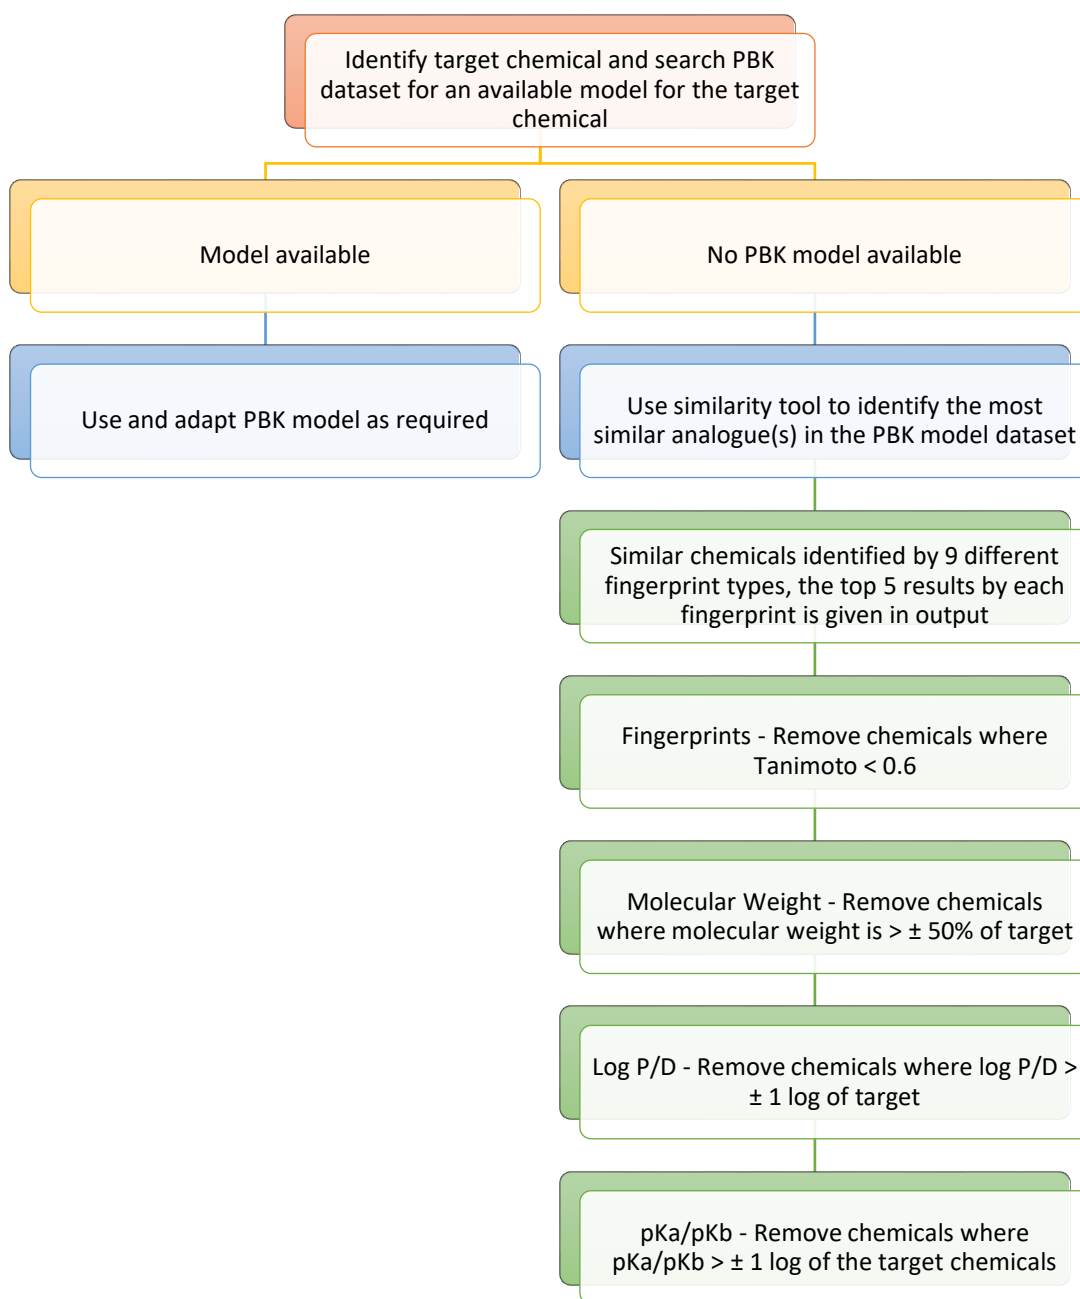 Identify target chemical and search PBK
dataset for an available model for the target
chemical
Model available
No PBK model available
Use and adapt PBK model as required
Use similarity tool to identify the most
similar analogue(s) in the PBK model dataset
Similar chemicals identified by 9 different
fingerprint types, the top 5 results by each
fingerprint is given in output
Fingerprints - Remove chemicals where
Tanimoto < 0.6
Molecular Weight - Remove chemicals
where molecular weight is > ± 50% of target
Log P/D - Remove chemicals where log P/D >
± 1 log of target
pKa/pKb - Remove chemicals where
pKa/pKb > ± 1 log of the target chemicals